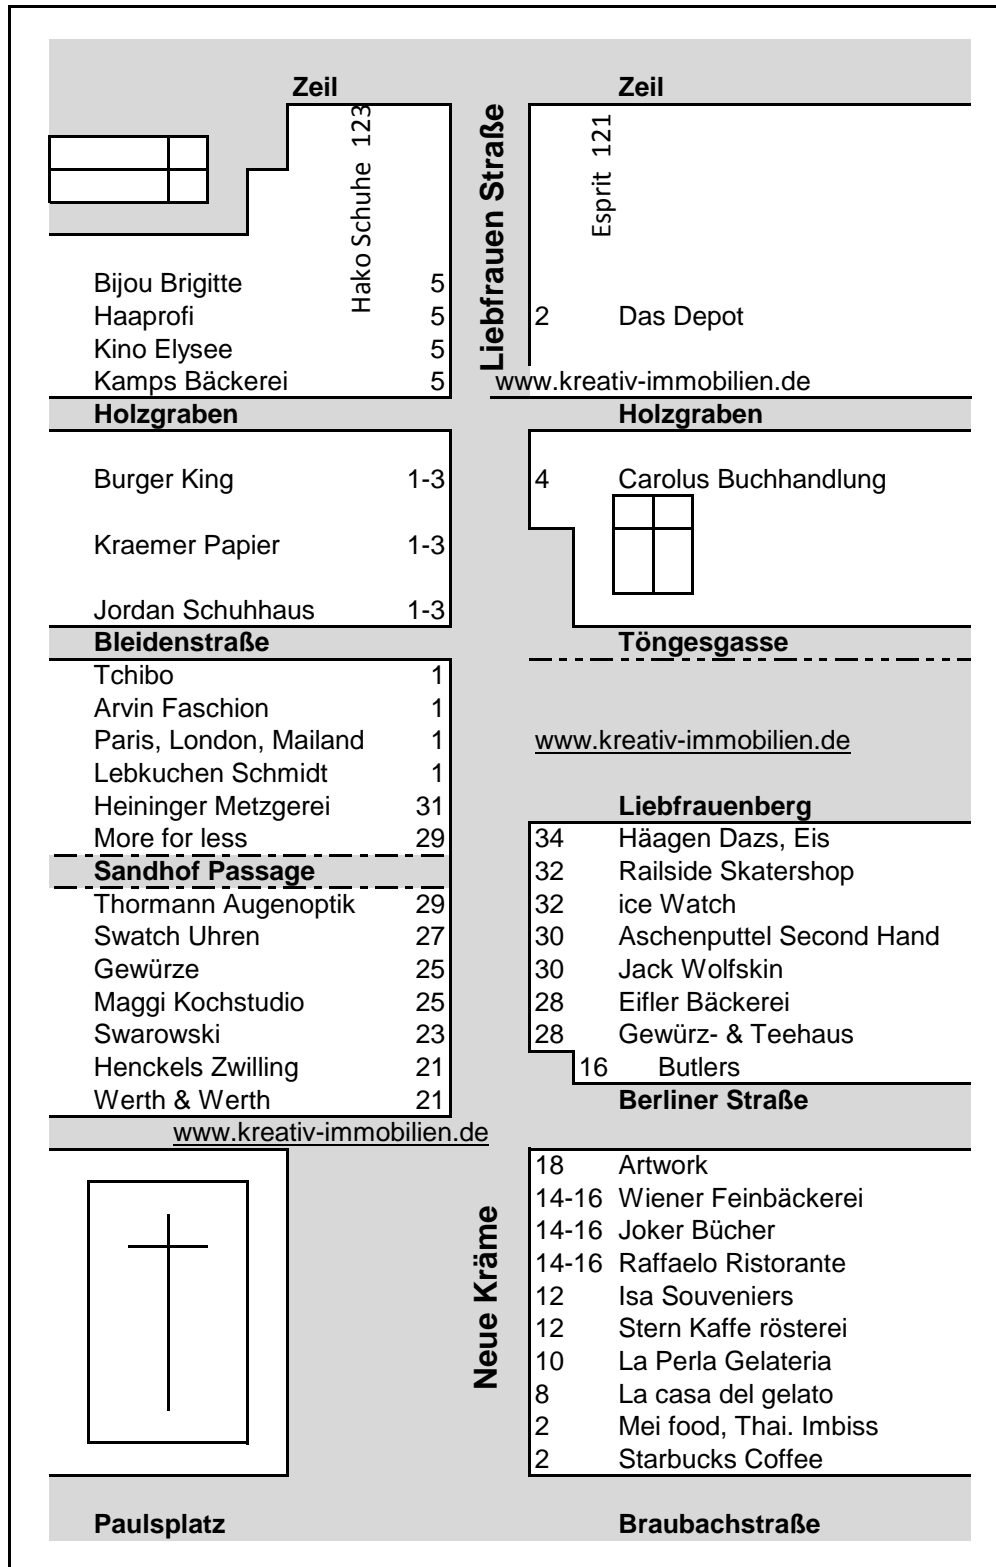 Zeil Zeil
Hako Schuhe 123
Liebfrauen Straße
Esprit 121
Bijou Brigitte 5
Haaprofi 5 2 Das Depot
Kino Elysee 5
Kamps Bäckerei 5 www.kreativ-immobilien.de
Holzgraben Holzgraben
Burger King 1-3 4 Carolus Buchhandlung
Kraemer Papier 1-3
Jordan Schuhhaus 1-3
Bleidenstraße Töngesgasse
Tchibo 1
Arvin Faschion 1
Paris, London, Mailand 1 www.kreativ-immobilien.de
Lebkuchen Schmidt 1
Heininger Metzgerei 31 Liebfrauenberg
More for less 29 34 Häagen Dazs, Eis
Sandhof Passage 32 Railside Skatershop
Thormann Augenoptik 29 32 ice Watch
Swatch Uhren 27 30 Aschenputtel Second Hand
Gewürze 25 30 Jack Wolfskin
Maggi Kochstudio 25 28 Eifler Bäckerei
Swarowski 23 28 Gewürz- & Teehaus
Henckels Zwilling 21 16 Butlers
Werth & Werth 21 Berliner Straße
www.kreativ-immobilien.de
18 Artwork
14-16 Wiener Feinbäckerei
14-16 Joker Bücher
14-16 Raffaelo Ristorante
Neue Kräme
12 Isa Souveniers
12 Stern Kaffe rösterei
10 La Perla Gelateria
8 La casa del gelato
2 Mei food, Thai. Imbiss
2 Starbucks Coffee
Paulsplatz Braubachstraße